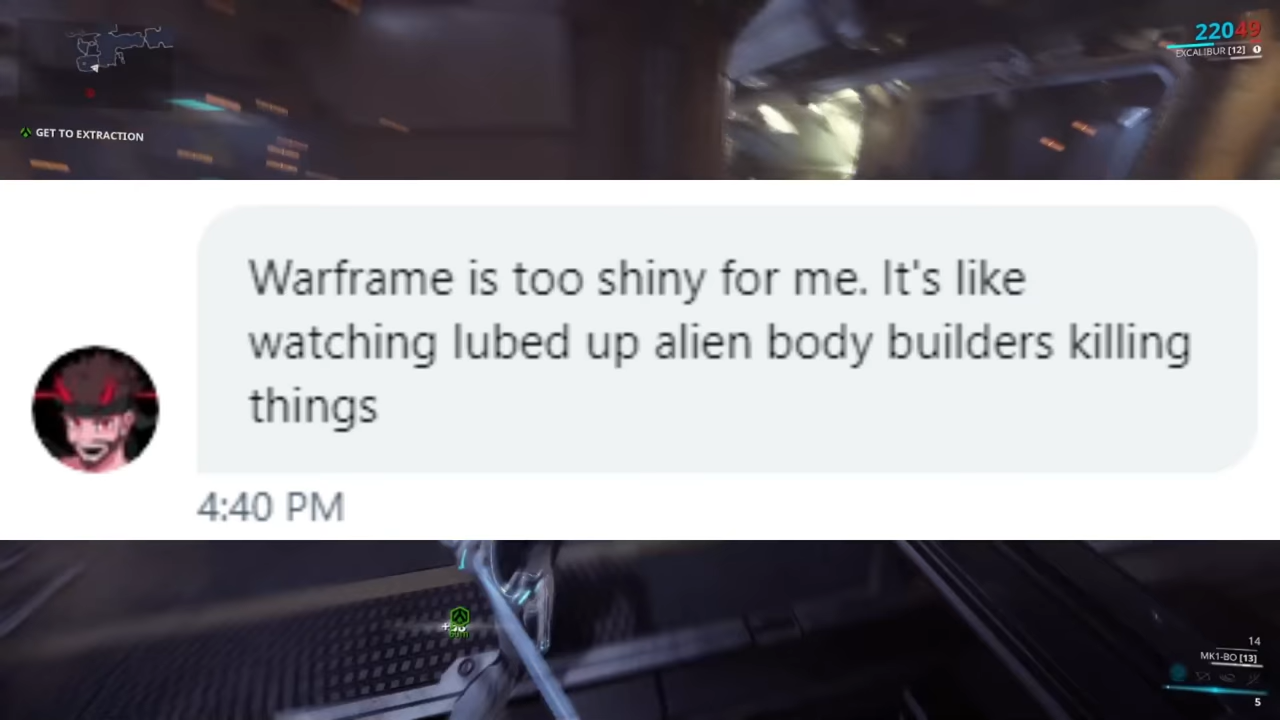 22049
EXCALIBUR [12]
GET TO EXTRACTION
Warframe is too shiny for me. It's like
watching lubed up alien body builders killing
things
4:40 PM
14
MK1-BO [13]
5